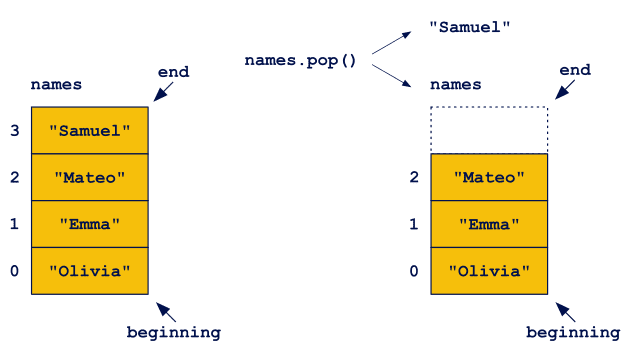 "Samuel"
names.pop()
names
end
3 "Samuel"
2 "Mateo"
1 "Emma"
0 "Olivia"
beginning
names
end
2 "Mateo"
1 "Emma"
0 "Olivia"
beginning